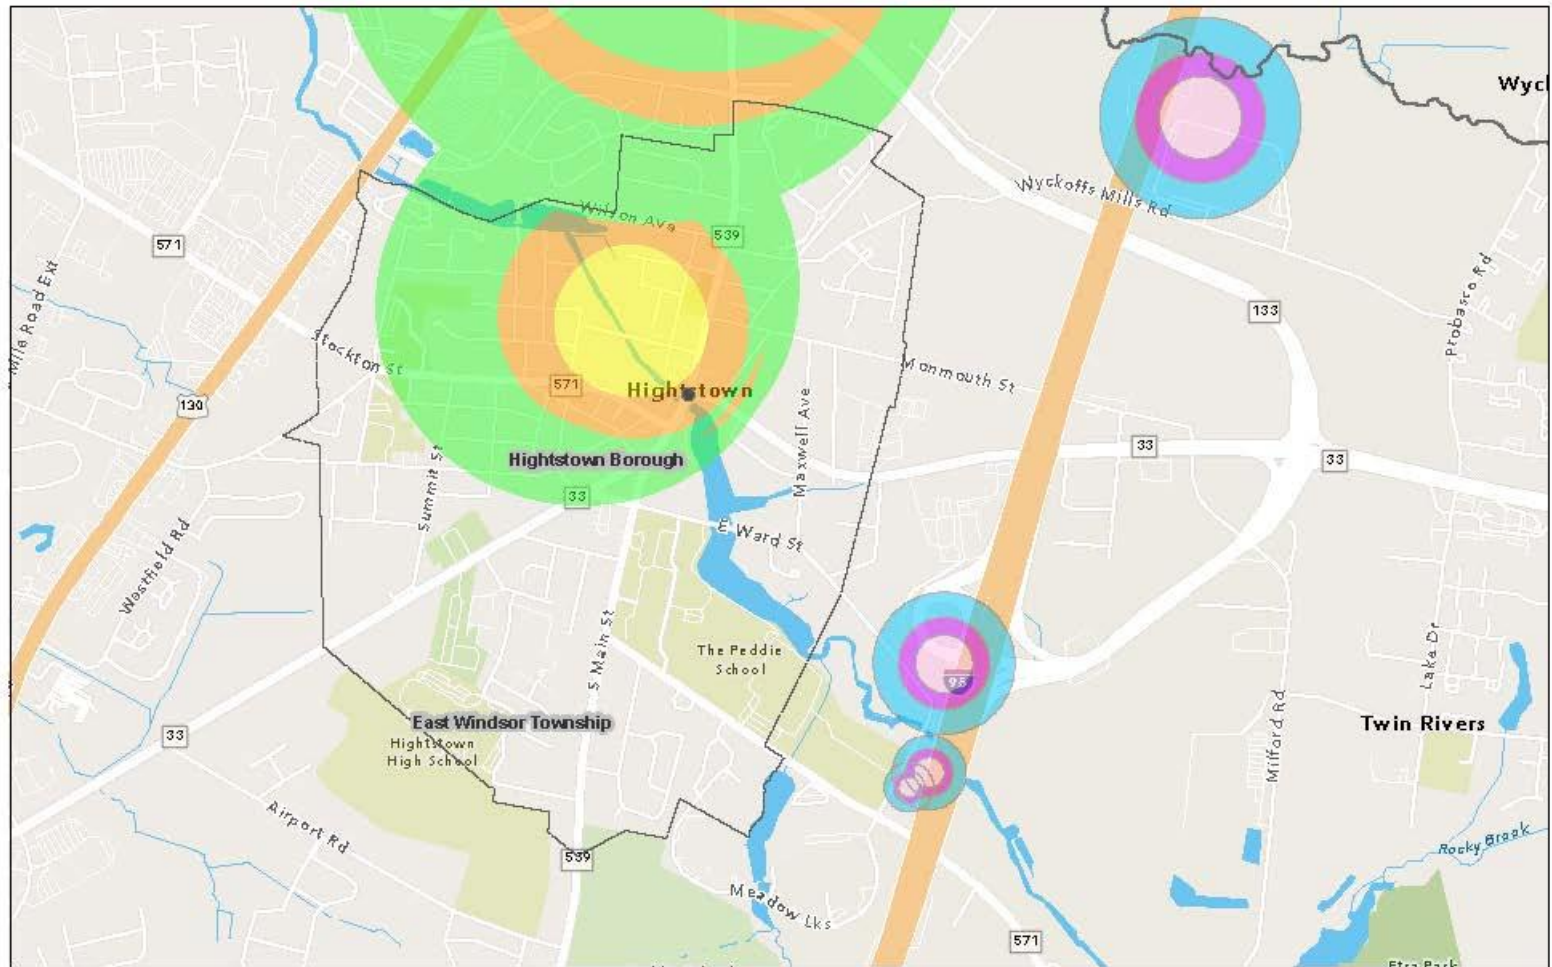 Wycl
Wyckoffs Mills Rd
Wilson Ave
539
571
Mile Road Ext
133
Probasco Rd
Stockton St
Monmouth St
571
Hightstown
130
Maxwell Ave
33
33
Hightstown Borough
Summit St
33
E Ward St
Westfield Rd
The Peddie
School
S Main St
95
Lake Dr
East Windsor Township
Twin Rivers
33
Hightstown
High School
Milford Rd
Airport Rd
Rocky Brook
539
Meadow Lks
571
Etra Park